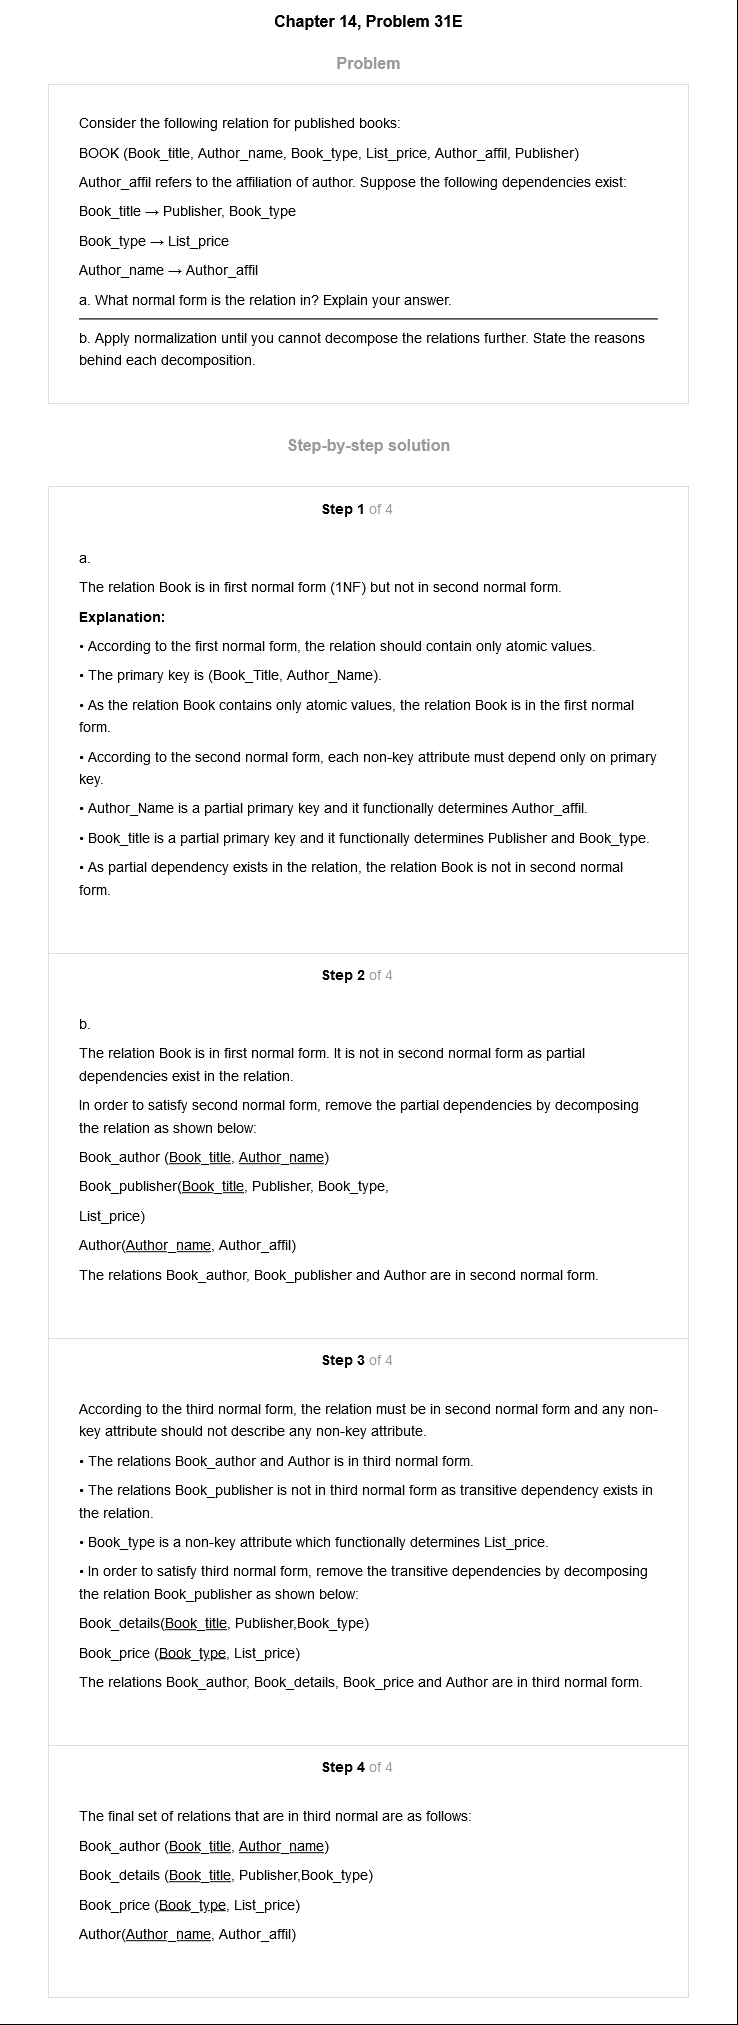 Chapter 14, Problem 31E
Problem
Consider the following relation for published books:
BOOK (Book_title, Author_name, Book_type, List_price, Author_affil, Publisher)
Author_affil refers to the affiliation of author. Suppose the following dependencies exist:
Book_title → Publisher, Book_type
Book_type → List_price
Author_name → Author_affil
a. What normal form is the relation in? Explain your answer.
b. Apply normalization until you cannot decompose the relations further. State the reasons
behind each decomposition.
Step-by-step solution
Step 1 of 4
a.
The relation Book is in first normal form (1NF) but not in second normal form.
Explanation:
• According to the first normal form, the relation should contain only atomic values.
• The primary key is (Book_Title, Author_Name).
• As the relation Book contains only atomic values, the relation Book is in the first normal
form.
• According to the second normal form, each non-key attribute must depend only on primary
key.
• Author_Name is a partial primary key and it functionally determines Author_affil.
• Book_title is a partial primary key and it functionally determines Publisher and Book_type.
• As partial dependency exists in the relation, the relation Book is not in second normal
form.
Step 2 of 4
b.
The relation Book is in first normal form. It is not in second normal form as partial
dependencies exist in the relation.
In order to satisfy second normal form, remove the partial dependencies by decomposing
the relation as shown below:
Book_author (Book_title, Author_name)
Book_publisher(Book_title, Publisher, Book_type,
List_price)
Author(Author_name, Author_affil)
The relations Book_author, Book_publisher and Author are in second normal form.
Step 3 of 4
According to the third normal form, the relation must be in second normal form and any non-
key attribute should not describe any non-key attribute.
• The relations Book_author and Author is in third normal form.
• The relations Book_publisher is not in third normal form as transitive dependency exists in
the relation.
• Book_type is a non-key attribute which functionally determines List_price.
• In order to satisfy third normal form, remove the transitive dependencies by decomposing
the relation Book_publisher as shown below:
Book_details(Book_title, Publisher,Book_type)
Book_price (Book_type, List_price)
The relations Book_author, Book_details, Book_price and Author are in third normal form.
Step 4 of 4
The final set of relations that are in third normal are as follows:
Book_author (Book_title, Author_name)
Book_details (Book_title, Publisher,Book_type)
Book_price (Book_type, List_price)
Author(Author_name, Author_affil)